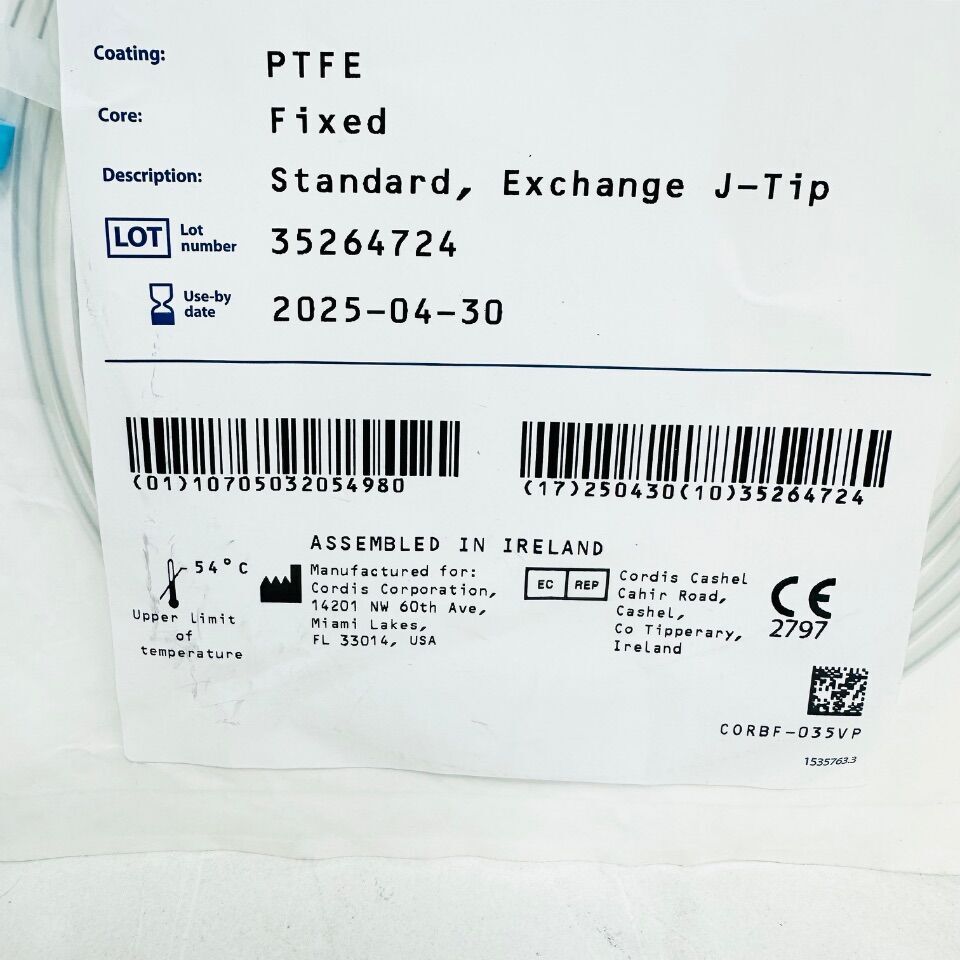 Coating: PTFE
Core: Fixed
Description: Standard, Exchange J-Tip
LOT Lot number 35264724
Use-by date 2025-04-30
(01)10705032054980
(17)250430(10)35264724
54°C
Upper limit
of
temperature
ASSEMBLED IN IRELAND
Manufactured for:
Cordis Corporation,
14201 NW 60th Ave,
Miami Lakes,
FL 33014, USA
EC REP
Cordis Cashel
Cahir Road,
Cashel,
Co Tipperary,
Ireland
CE
2797
CORBF-035VP
1535763.3